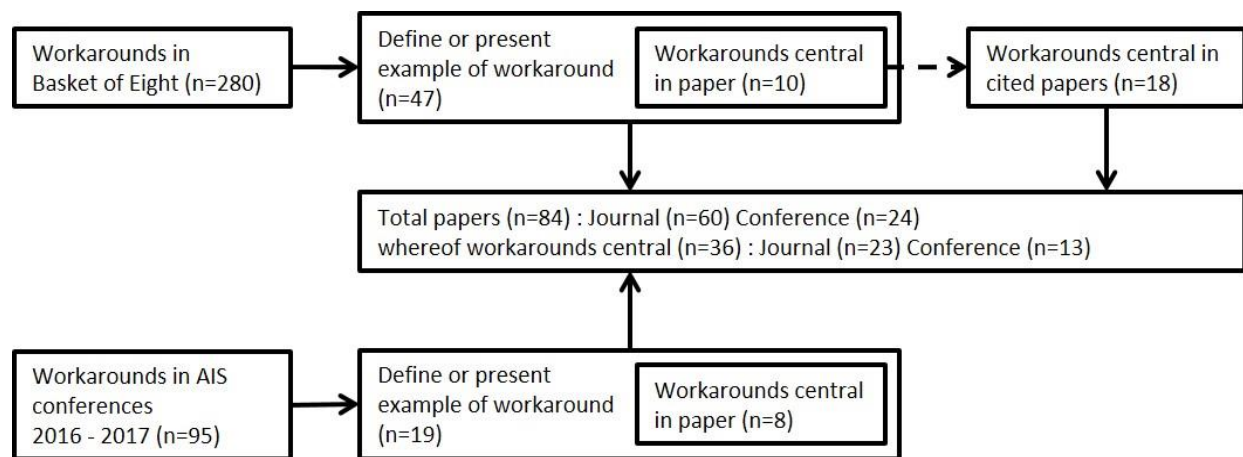 Workarounds in
Basket of Eight (n=280)
Define or present
example of workaround
(n=47)
Workarounds central
in paper (n=10)
Workarounds central in
cited papers (n=18)
Total papers (n=84) : Journal (n=60) Conference (n=24)
whereof workarounds central (n=36) : Journal (n=23) Conference (n=13)
Workarounds in AIS
conferences
2016 - 2017 (n=95)
Define or present
example of workaround
(n=19)
Workarounds central
in paper (n=8)